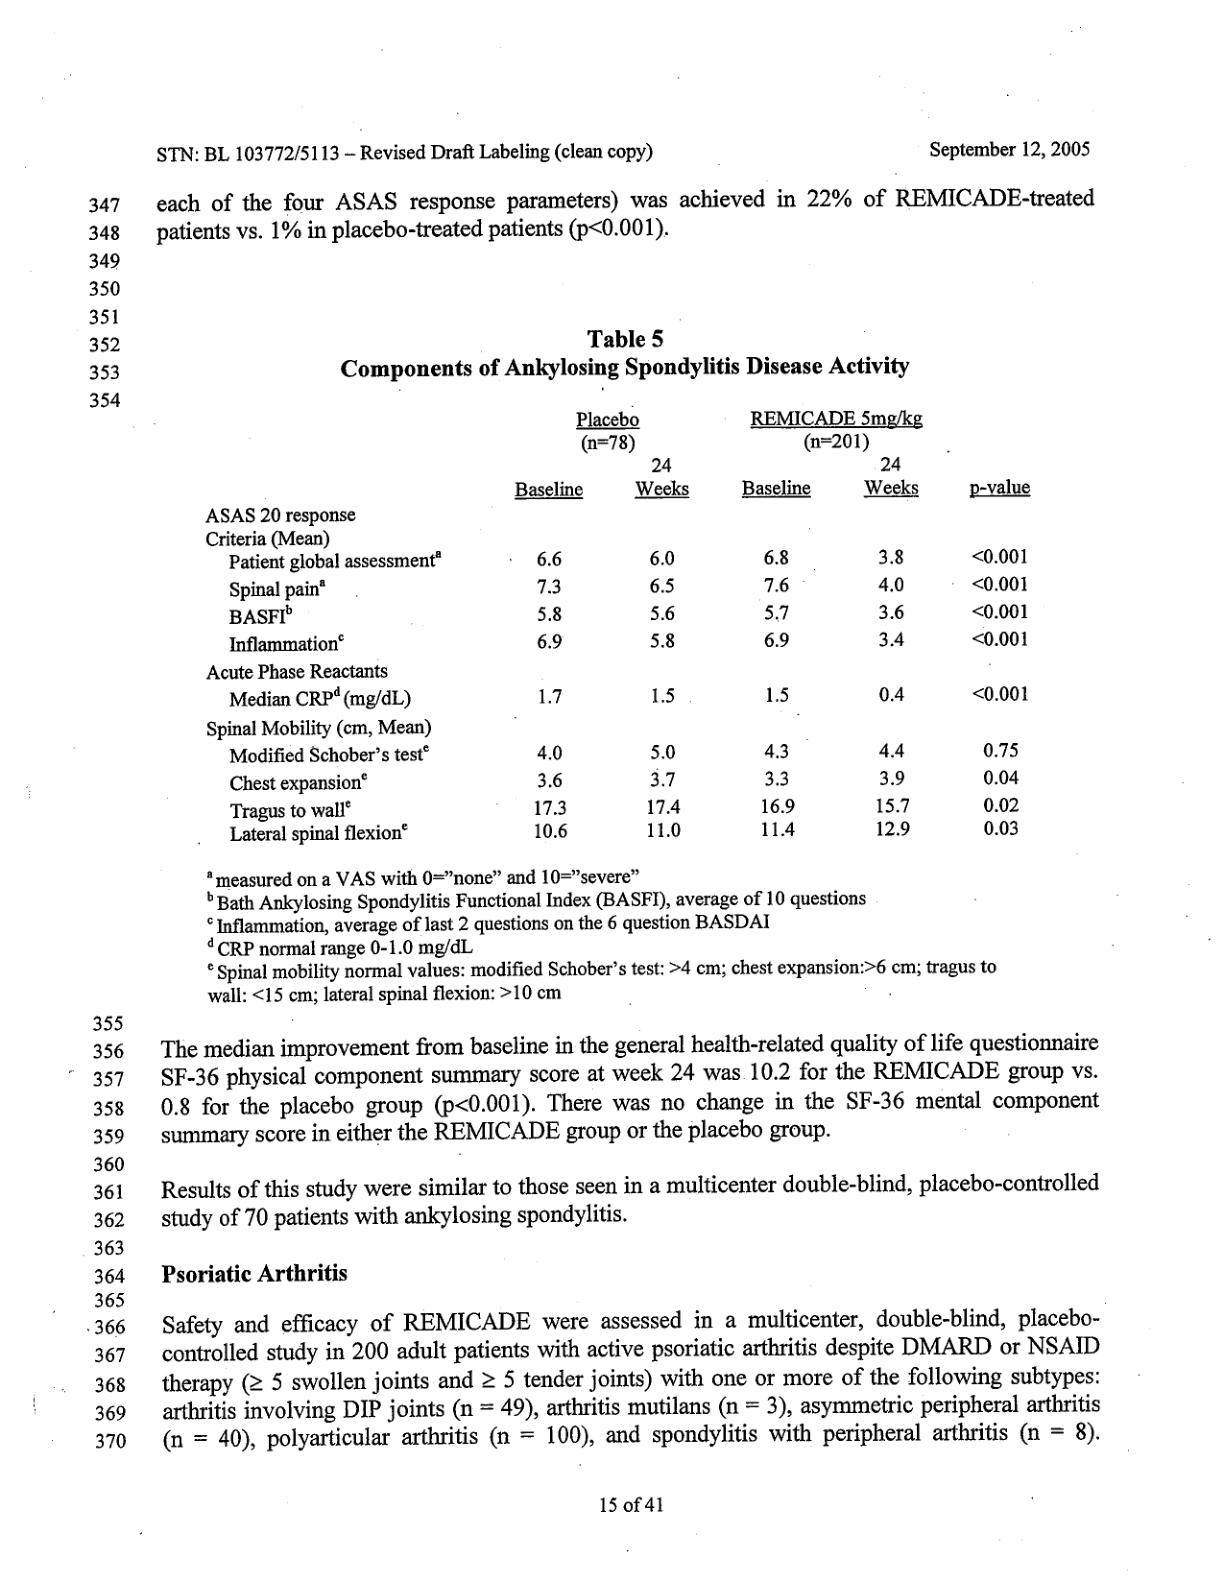 STN: BL 103772/5113 – Revised Draft Labeling (clean copy) September 12, 2005
347 each of the four ASAS response parameters) was achieved in 22% of REMICADE-treated
348 patients vs. 1% in placebo-treated patients (p<0.001).
349
350
351
352 Table 5
353 Components of Ankylosing Spondylitis Disease Activity
354
Placebo REMICADE 5mg/kg
(n=78) (n=201)
24 24
Baseline Weeks Baseline Weeks p-value
ASAS 20 response
Criteria (Mean)
Patient global assessmentᵃ 6.6 6.0 6.8 3.8 <0.001
Spinal painᵃ 7.3 6.5 7.6 4.0 <0.001
BASFIᵇ 5.8 5.6 5.7 3.6 <0.001
Inflammationᶜ 6.9 5.8 6.9 3.4 <0.001
Acute Phase Reactants
Median CRPᵈ (mg/dL) 1.7 1.5 1.5 0.4 <0.001
Spinal Mobility (cm, Mean)
Modified Schober's testᵉ 4.0 5.0 4.3 4.4 0.75
Chest expansionᵉ 3.6 3.7 3.3 3.9 0.04
Tragus to wallᵉ 17.3 17.4 16.9 15.7 0.02
Lateral spinal flexionᵉ 10.6 11.0 11.4 12.9 0.03
ᵃ measured on a VAS with 0="none" and 10="severe"
ᵇ Bath Ankylosing Spondylitis Functional Index (BASFI), average of 10 questions
ᶜ Inflammation, average of last 2 questions on the 6 question BASDAI
ᵈ CRP normal range 0-1.0 mg/dL
ᵉ Spinal mobility normal values: modified Schober's test: >4 cm; chest expansion:>6 cm; tragus to
wall: <15 cm; lateral spinal flexion: >10 cm
355
356 The median improvement from baseline in the general health-related quality of life questionnaire
357 SF-36 physical component summary score at week 24 was 10.2 for the REMICADE group vs.
358 0.8 for the placebo group (p<0.001). There was no change in the SF-36 mental component
359 summary score in either the REMICADE group or the placebo group.
360
361 Results of this study were similar to those seen in a multicenter double-blind, placebo-controlled
362 study of 70 patients with ankylosing spondylitis.
363
364 Psoriatic Arthritis
365
366 Safety and efficacy of REMICADE were assessed in a multicenter, double-blind, placebo-
367 controlled study in 200 adult patients with active psoriatic arthritis despite DMARD or NSAID
368 therapy (≥ 5 swollen joints and ≥ 5 tender joints) with one or more of the following subtypes:
369 arthritis involving DIP joints (n = 49), arthritis mutilans (n = 3), asymmetric peripheral arthritis
370 (n = 40), polyarticular arthritis (n = 100), and spondylitis with peripheral arthritis (n = 8).
15 of 41